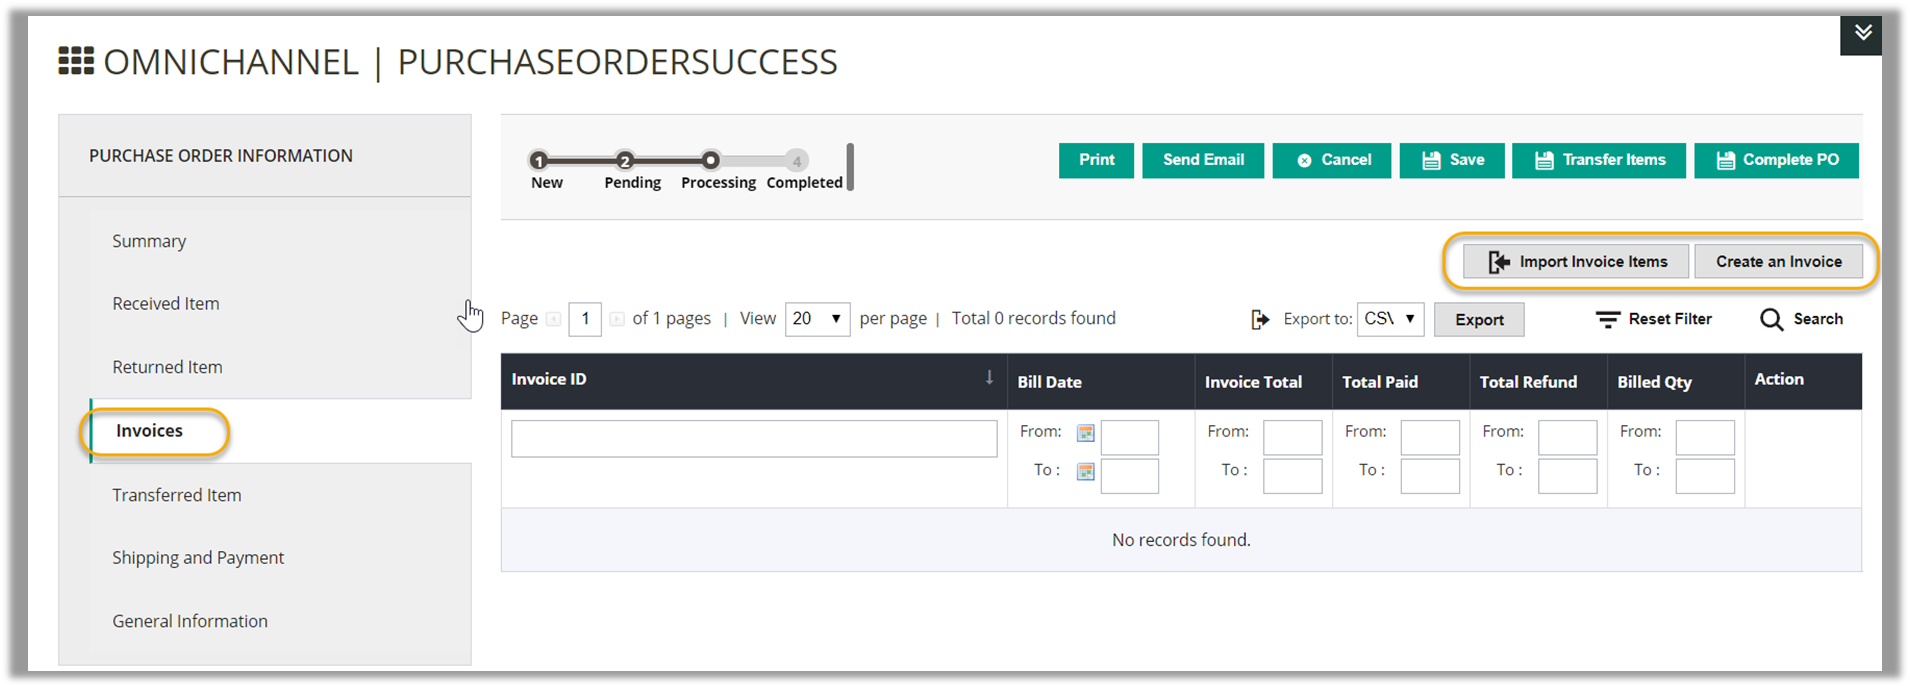 OMNICHANNEL | PURCHASEORDERSUCCESS
PURCHASE ORDER INFORMATION
Summary
Received Item
Returned Item
Invoices
Transferred Item
Shipping and Payment
General Information
1 2 4
New Pending Processing Completed
Print Send Email Cancel Save Transfer Items Complete PO
Import Invoice Items Create an Invoice
Page 1 of 1 pages | View 20 per page | Total 0 records found Export to: CSV Export Reset Filter Search
Invoice ID Bill Date Invoice Total Total Paid Total Refund Billed Qty Action
From: From: From: From: From:
To : To : To : To : To :
No records found.